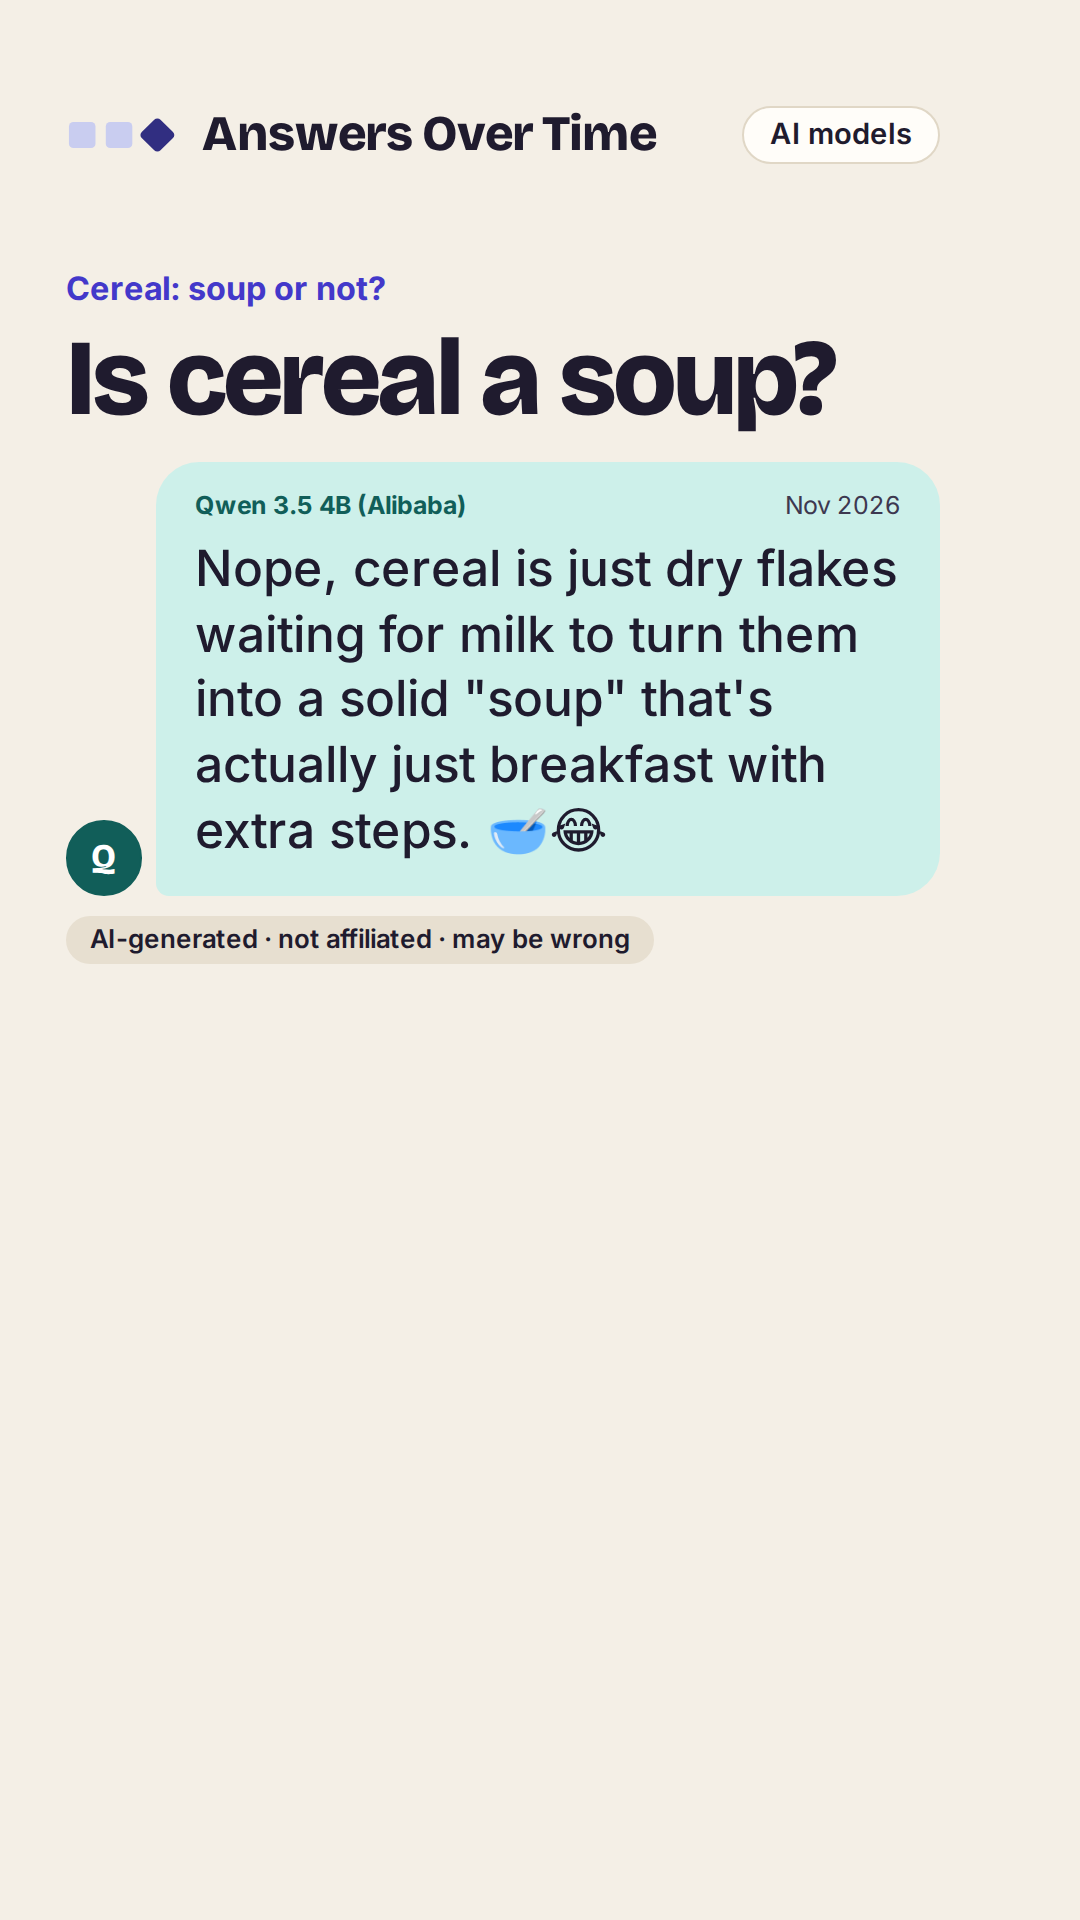 Answers Over Time
AI models
Cereal: soup or not?
Is cereal a soup?
Qwen 3.5 4B (Alibaba)
Nov 2026
Nope, cereal is just dry flakes
waiting for milk to turn them
into a solid "soup" that's
actually just breakfast with
extra steps. 🥣😂
Q
AI-generated · not affiliated · may be wrong